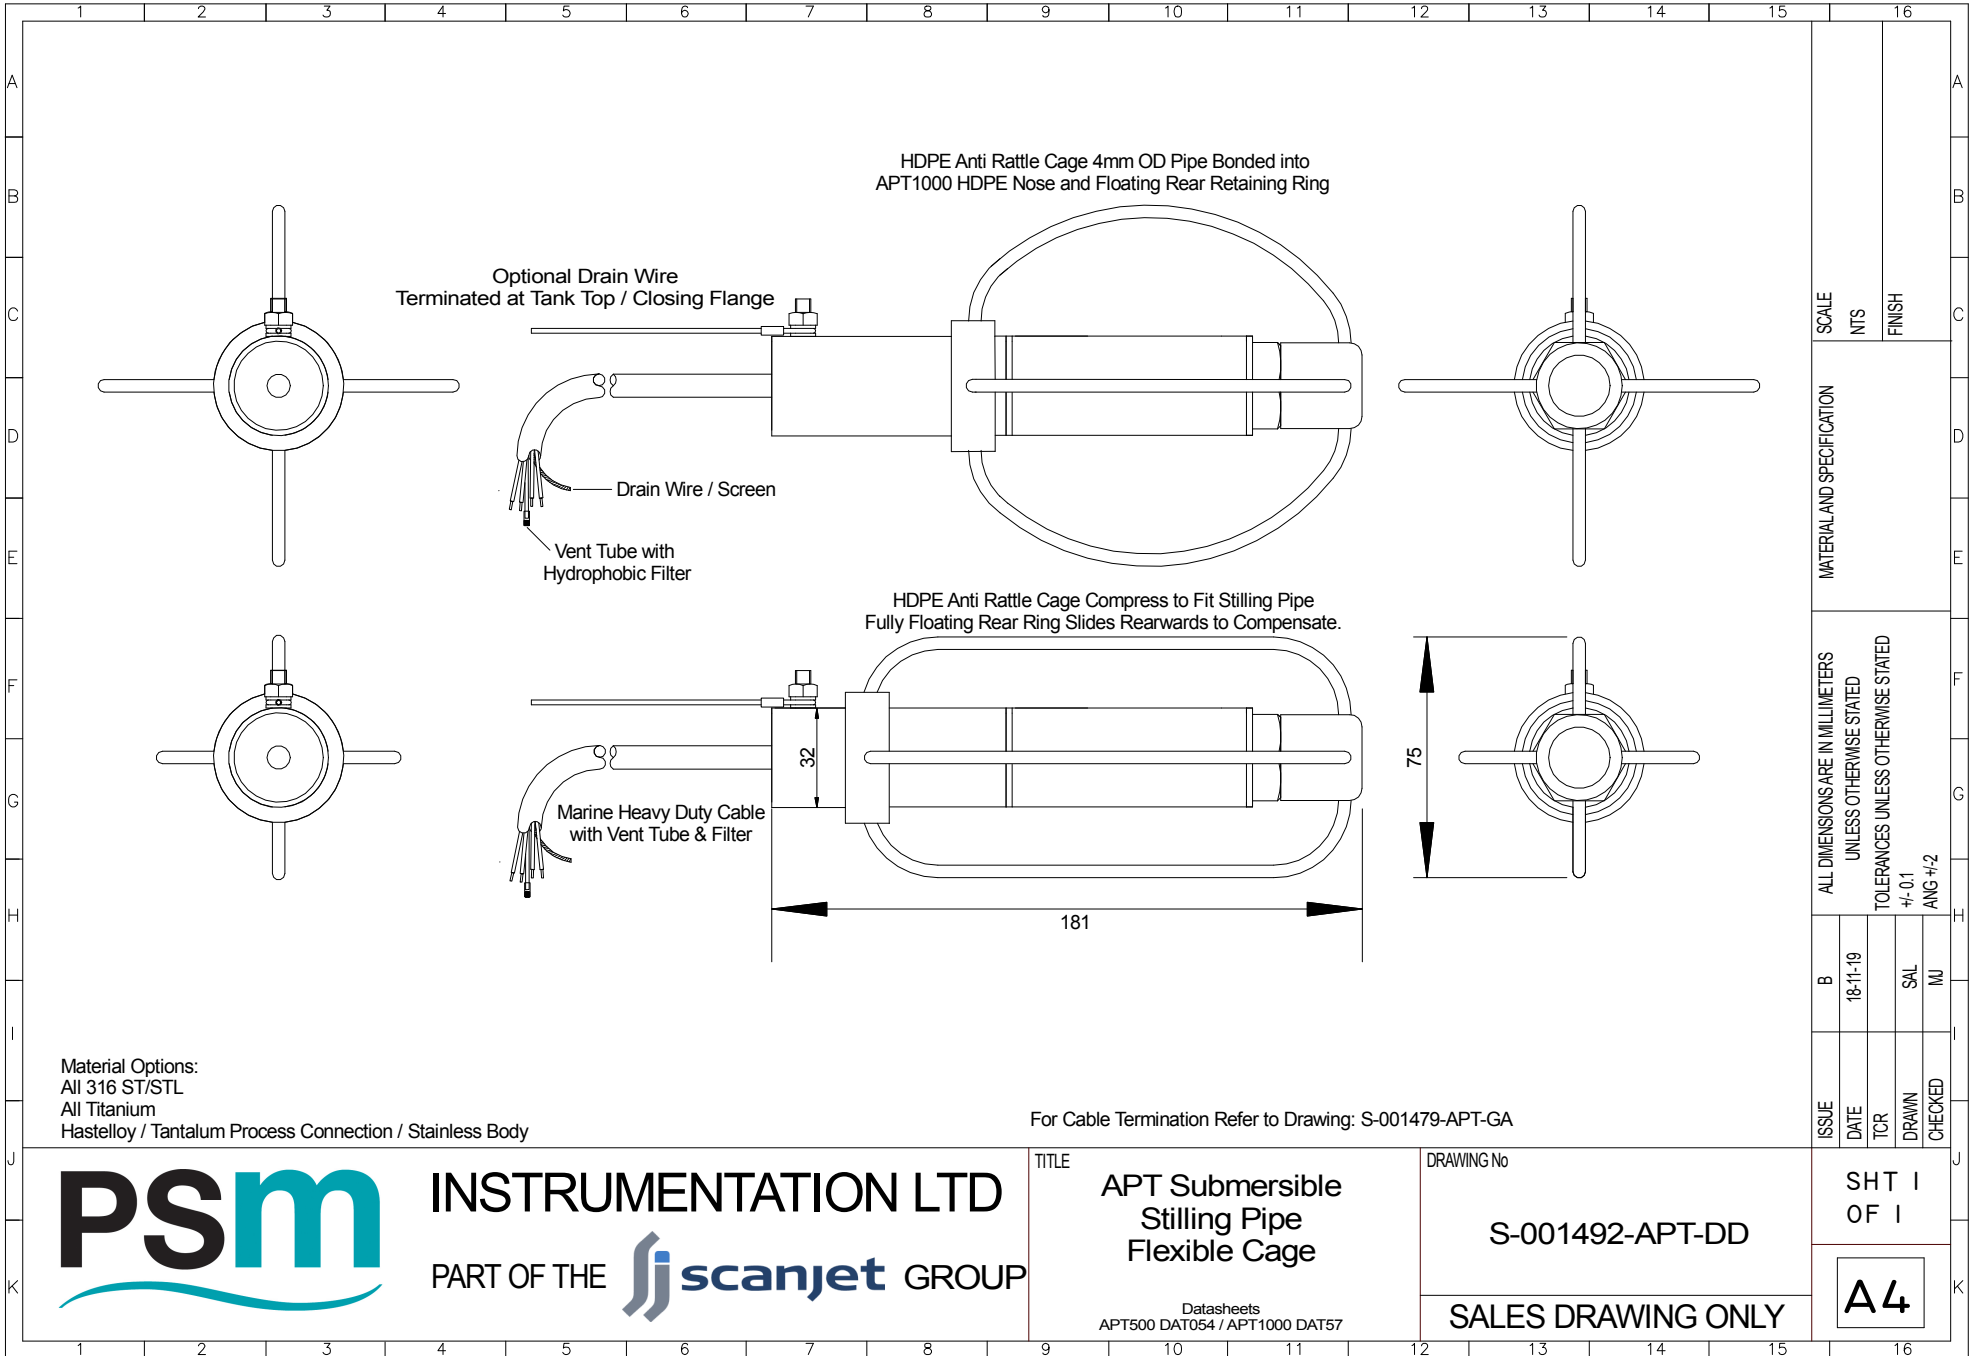 1 2 3 4 5 6 7 8 9 10 11 12 13 14 15 16
A A
B B
C C
D D
E E
F F
G G
H H
I I
J J
K K
HDPE Anti Rattle Cage 4mm OD Pipe Bonded into
APT1000 HDPE Nose and Floating Rear Retaining Ring
Optional Drain Wire
Terminated at Tank Top / Closing Flange
Drain Wire / Screen
Vent Tube with
Hydrophobic Filter
HDPE Anti Rattle Cage Compress to Fit Stilling Pipe
Fully Floating Rear Ring Slides Rearwards to Compensate.
32
75
Marine Heavy Duty Cable
with Vent Tube & Filter
181
Material Options:
All 316 ST/STL
All Titanium
Hastelloy / Tantalum Process Connection / Stainless Body
For Cable Termination Refer to Drawing: S-001479-APT-GA
SCALE
NTS
FINISH
MATERIAL AND SPECIFICATION
ALL DIMENSIONS ARE IN MILLIMETERS
UNLESS OTHERWISE STATED
TOLERANCES UNLESS OTHERWISE STATED
+/- 0.1
ANG +/-2
ISSUE B
DATE 18-11-19
TCR
DRAWN SAL
CHECKED MJ
PSm
INSTRUMENTATION LTD
PART OF THE scanjet GROUP
TITLE
APT Submersible
Stilling Pipe
Flexible Cage
Datasheets
APT500 DAT054 / APT1000 DAT57
DRAWING No
S-001492-APT-DD
SALES DRAWING ONLY
SHT 1
OF 1
A4
1 2 3 4 5 6 7 8 9 10 11 12 13 14 15 16